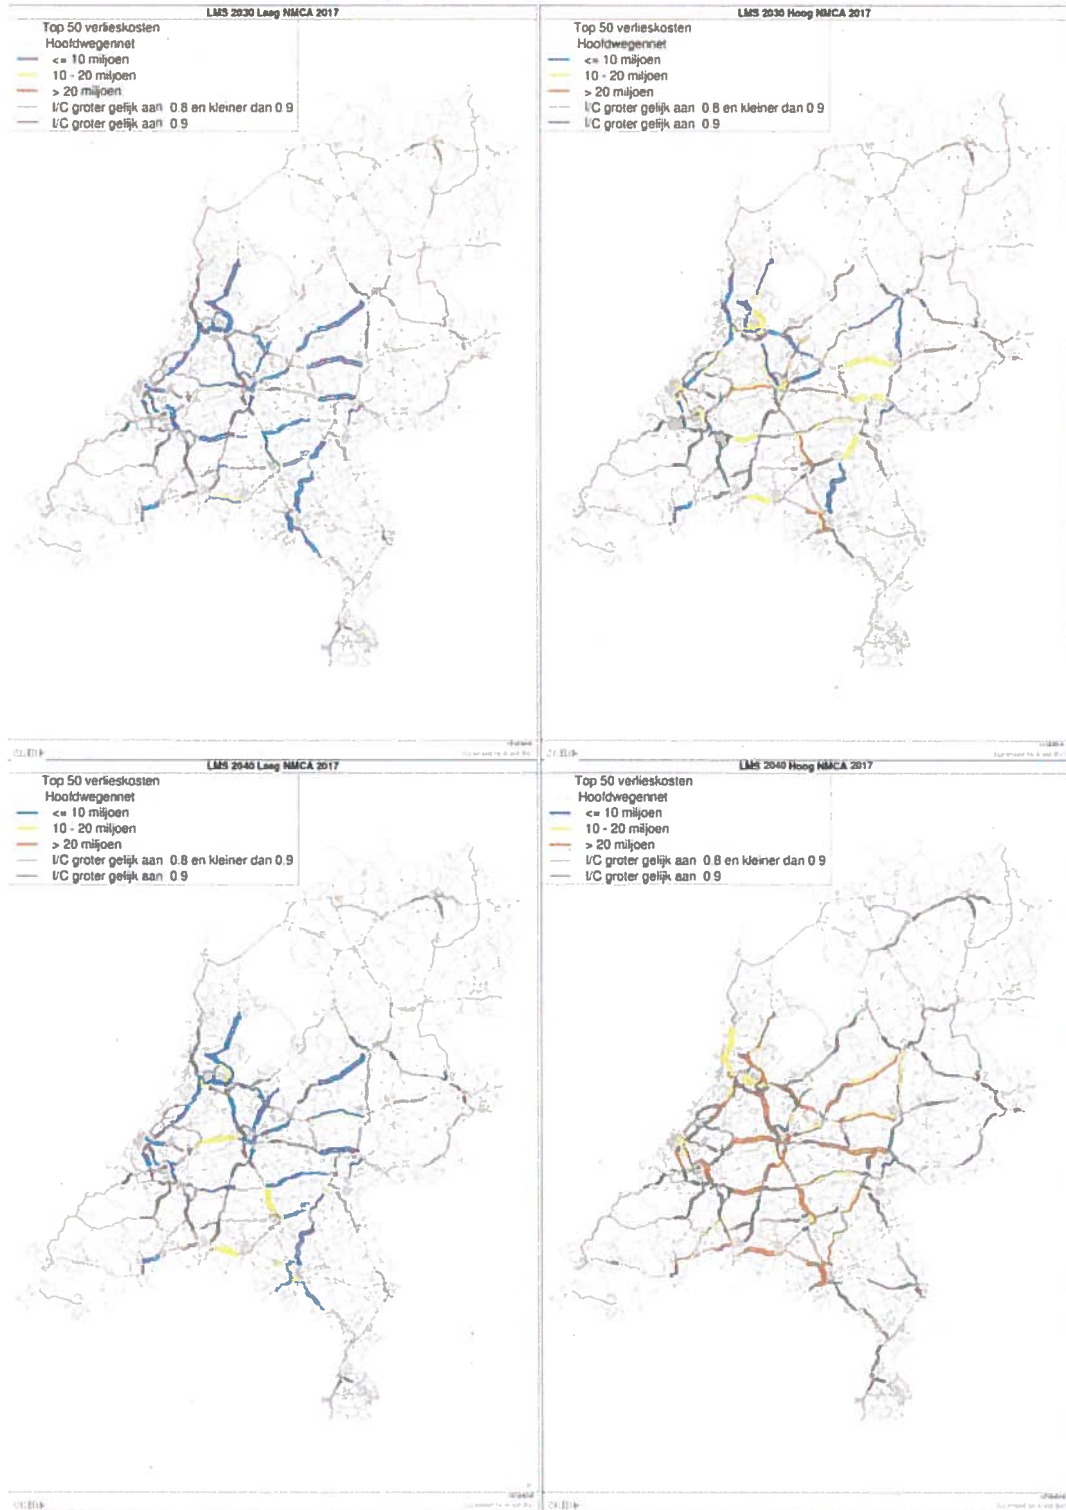 LMS 2030 Laag NMCA 2017
Top 50 verlieskosten
Hoofdwegennet
<= 10 miljoen
10 - 20 miljoen
> 20 miljoen
I/C groter gelijk aan 0.8 en kleiner dan 0.9
I/C groter gelijk aan 0.9
LMS 2030 Hoog NMCA 2017
Top 50 verlieskosten
Hoofdwegennet
<= 10 miljoen
10 - 20 miljoen
> 20 miljoen
I/C groter gelijk aan 0.8 en kleiner dan 0.9
I/C groter gelijk aan 0.9
LMS 2040 Laag NMCA 2017
Top 50 verlieskosten
Hoofdwegennet
<= 10 miljoen
10 - 20 miljoen
> 20 miljoen
I/C groter gelijk aan 0.8 en kleiner dan 0.9
I/C groter gelijk aan 0.9
LMS 2040 Hoog NMCA 2017
Top 50 verlieskosten
Hoofdwegennet
<= 10 miljoen
10 - 20 miljoen
> 20 miljoen
I/C groter gelijk aan 0.8 en kleiner dan 0.9
I/C groter gelijk aan 0.9